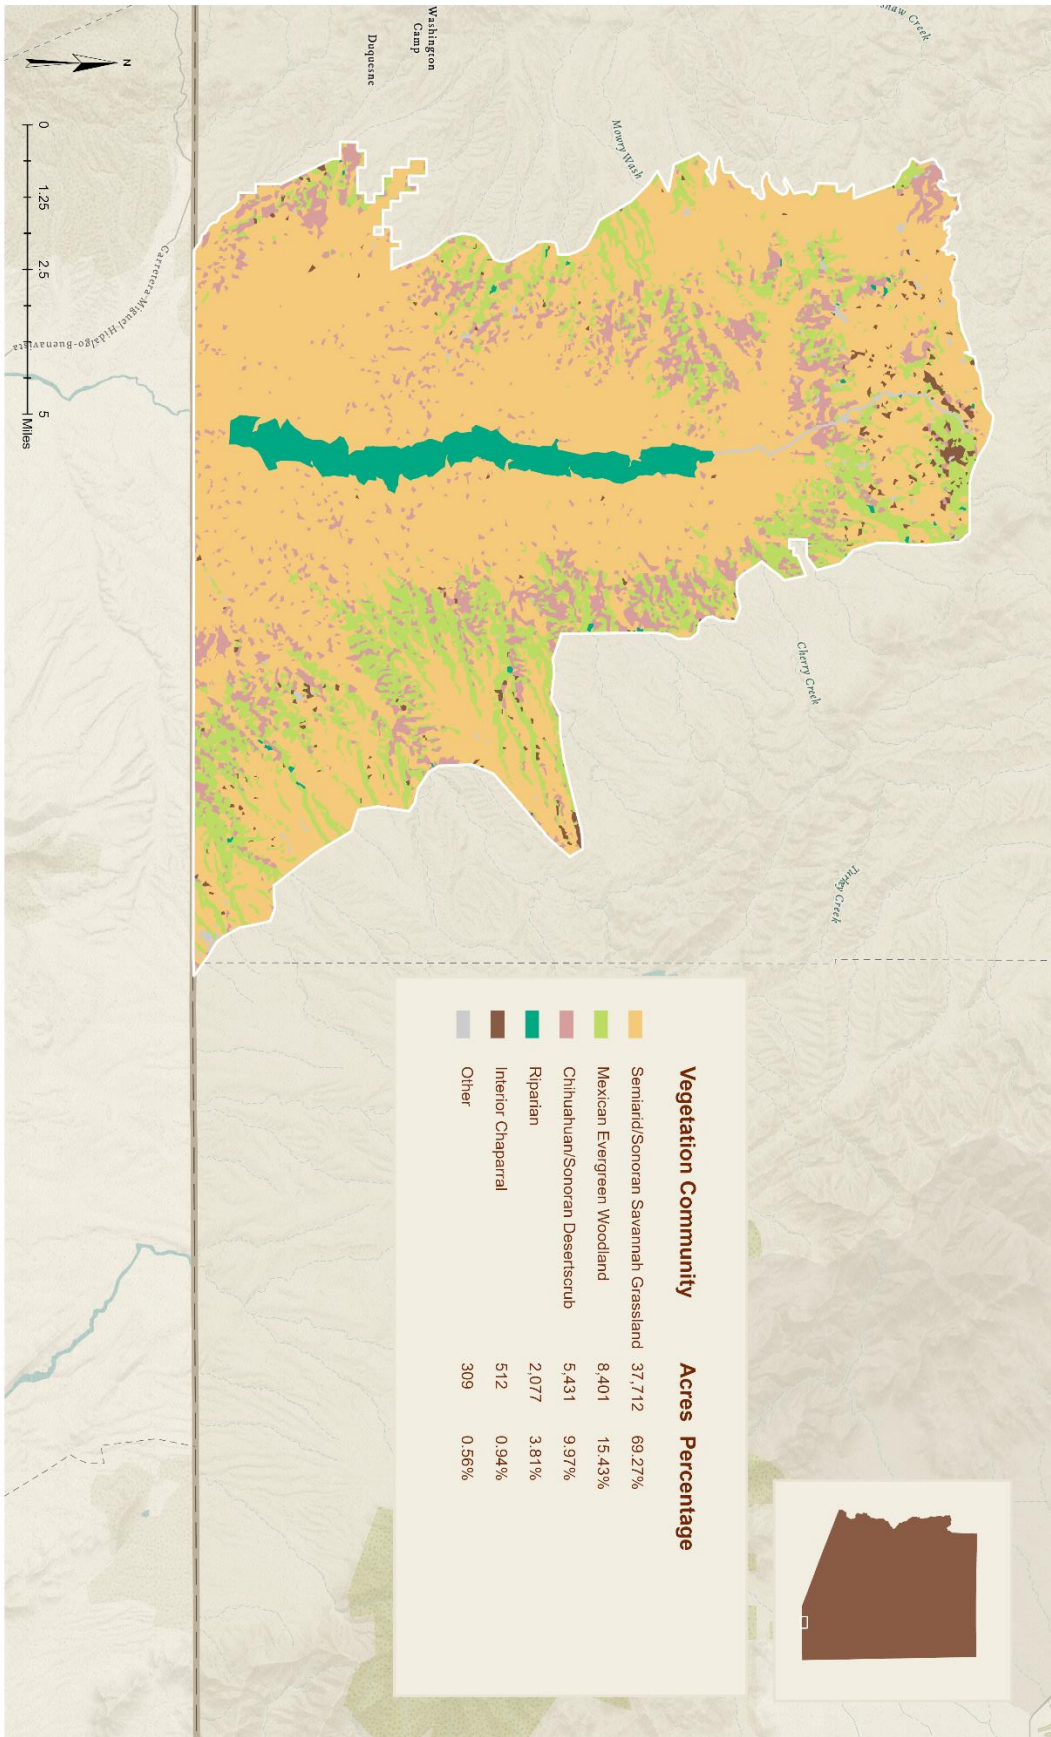 Washington
Camp
Duquesne
Mowry Wash
Cherry Creek
Turkey Creek
Carretera-Miguel Hidalgo-Buenavista
N
0 1.25 2.5 5
Miles
Vegetation Community Acres Percentage
Semiarid/Sonoran Savannah Grassland 37,712 69.27%
Mexican Evergreen Woodland 8,401 15.43%
Chihuahuan/Sonoran Desertscrub 5,431 9.97%
Riparian 2,077 3.81%
Interior Chaparral 512 0.94%
Other 309 0.56%